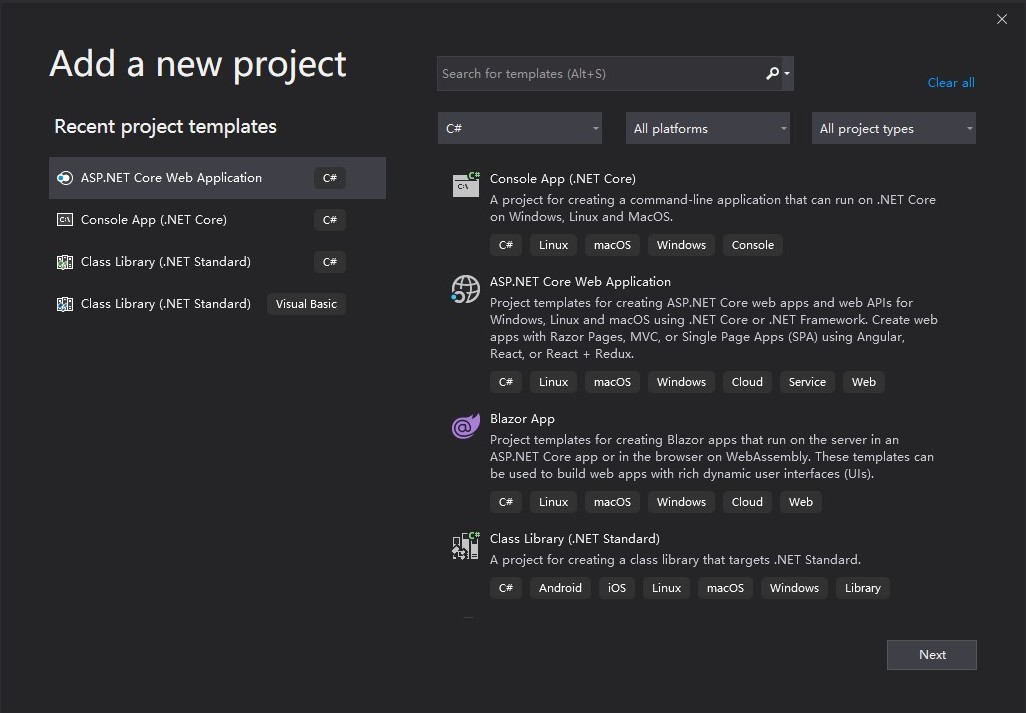 Add a new project
Search for templates (Alt+S)
Clear all
Recent project templates
C#
All platforms
All project types
ASP.NET Core Web Application C#
Console App (.NET Core) C#
Class Library (.NET Standard) C#
Class Library (.NET Standard) Visual Basic
Console App (.NET Core)
A project for creating a command-line application that can run on .NET Core
on Windows, Linux and MacOS.
C# Linux macOS Windows Console
ASP.NET Core Web Application
Project templates for creating ASP.NET Core web apps and web APIs for
Windows, Linux and macOS using .NET Core or .NET Framework. Create web
apps with Razor Pages, MVC, or Single Page Apps (SPA) using Angular,
React, or React + Redux.
C# Linux macOS Windows Cloud Service Web
Blazor App
Project templates for creating Blazor apps that run on the server in an
ASP.NET Core app or in the browser on WebAssembly. These templates can
be used to build web apps with rich dynamic user interfaces (UIs).
C# Linux macOS Windows Cloud Web
Class Library (.NET Standard)
A project for creating a class library that targets .NET Standard.
C# Android iOS Linux macOS Windows Library
Next